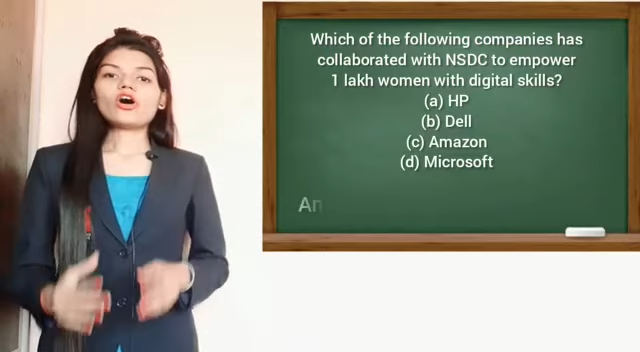 Which of the following companies has
collaborated with NSDC to empower
1 lakh women with digital skills?
(a) HP
(b) Dell
(c) Amazon
(d) Microsoft
An